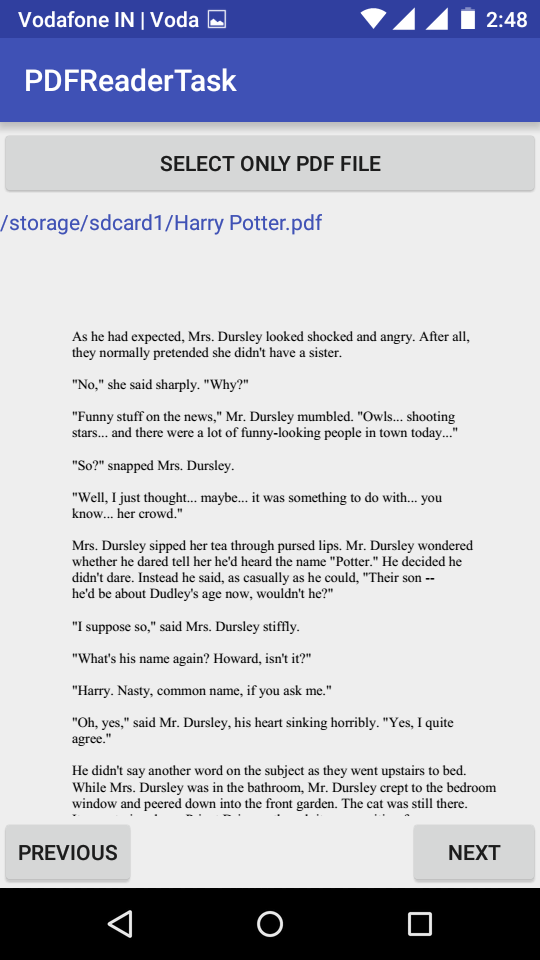 Vodafone IN | Voda 2:48
PDFReaderTask
SELECT ONLY PDF FILE
/storage/sdcard1/Harry Potter.pdf
As he had expected, Mrs. Dursley looked shocked and angry. After all,
they normally pretended she didn't have a sister.
"No," she said sharply. "Why?"
"Funny stuff on the news," Mr. Dursley mumbled. "Owls... shooting
stars... and there were a lot of funny-looking people in town today..."
"So?" snapped Mrs. Dursley.
"Well, I just thought... maybe... it was something to do with... you
know... her crowd."
Mrs. Dursley sipped her tea through pursed lips. Mr. Dursley wondered
whether he dared tell her he'd heard the name "Potter." He decided he
didn't dare. Instead he said, as casually as he could, "Their son --
he'd be about Dudley's age now, wouldn't he?"
"I suppose so," said Mrs. Dursley stiffly.
"What's his name again? Howard, isn't it?"
"Harry. Nasty, common name, if you ask me."
"Oh, yes," said Mr. Dursley, his heart sinking horribly. "Yes, I quite
agree."
He didn't say another word on the subject as they went upstairs to bed.
While Mrs. Dursley was in the bathroom, Mr. Dursley crept to the bedroom
window and peered down into the front garden. The cat was still there.
PREVIOUS NEXT